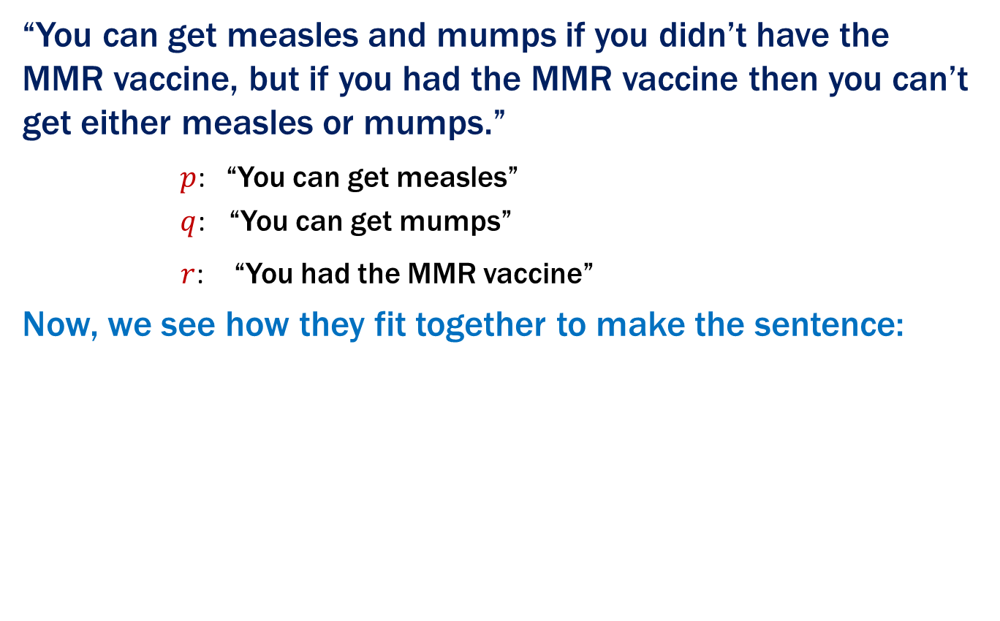 “You can get measles and mumps if you didn’t have the
MMR vaccine, but if you had the MMR vaccine then you can’t
get either measles or mumps.”
p: “You can get measles”
q: “You can get mumps”
r: “You had the MMR vaccine”
Now, we see how they fit together to make the sentence: